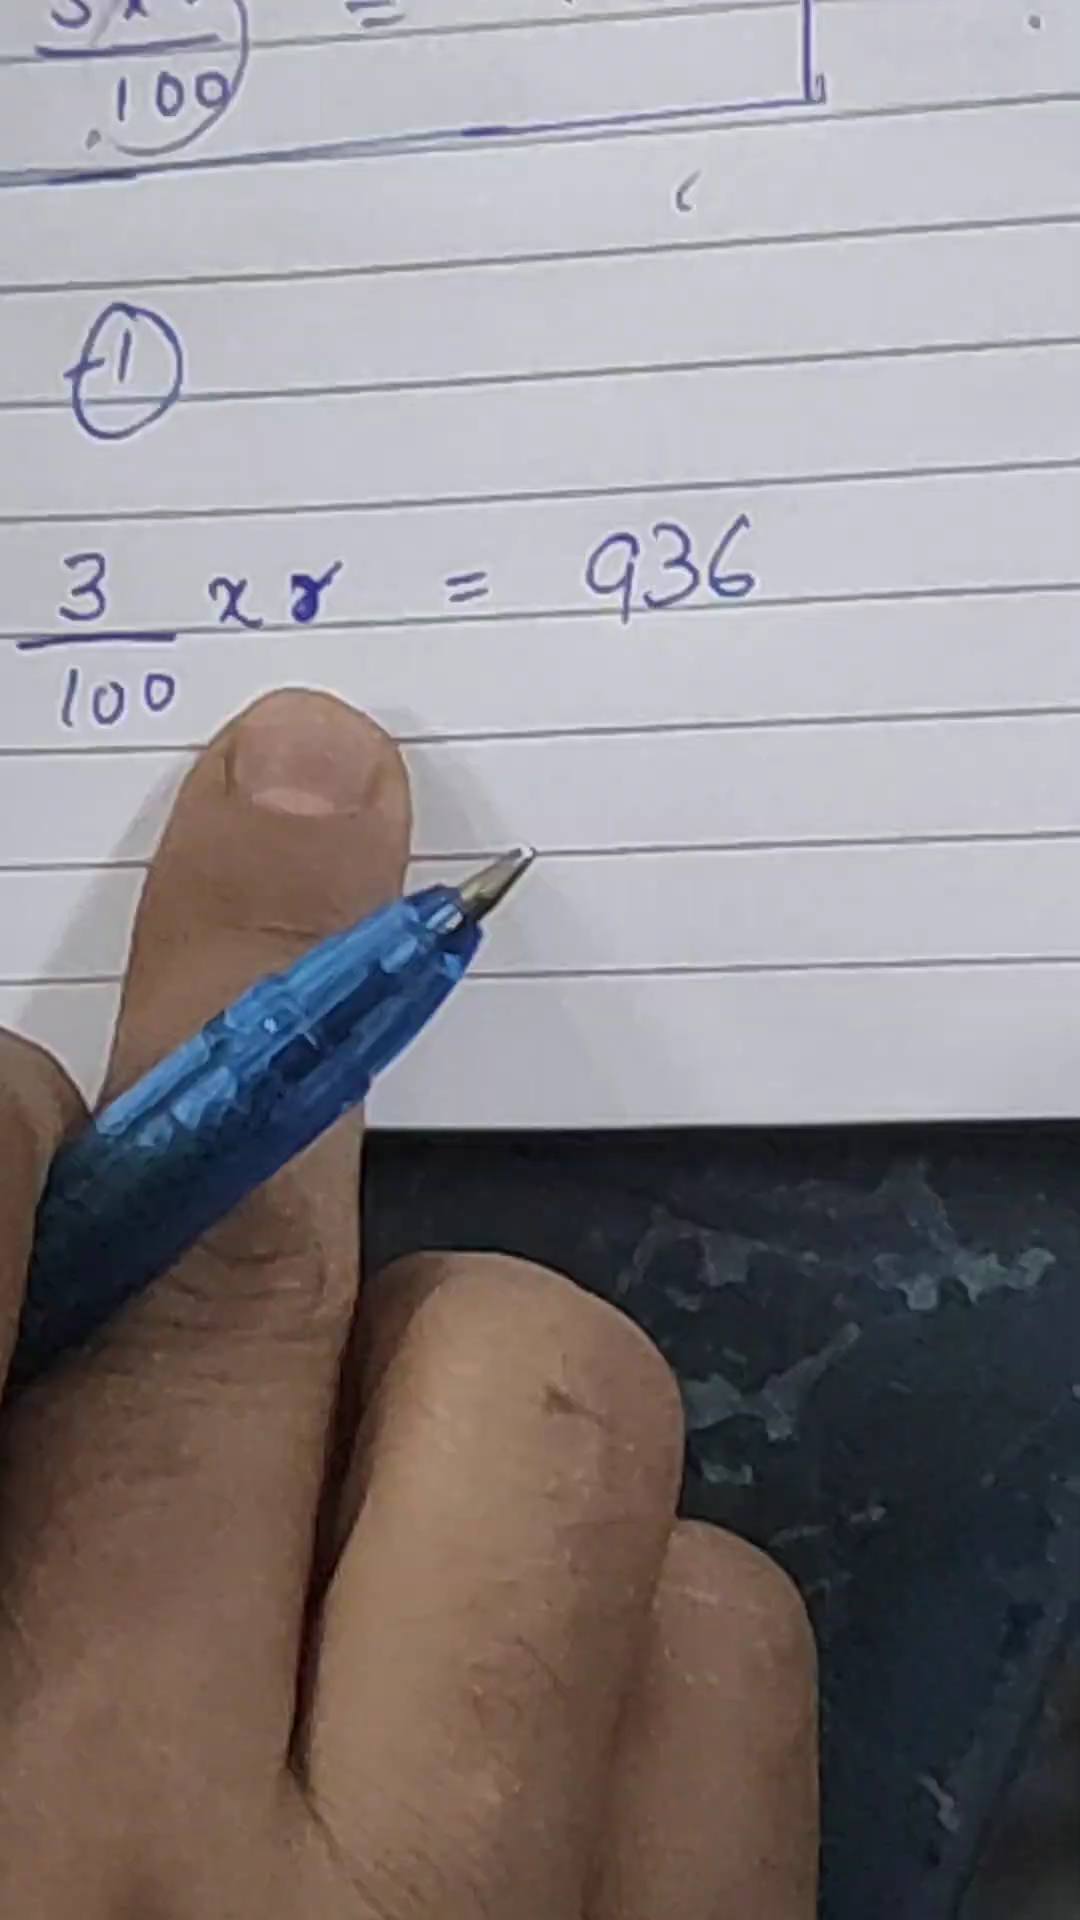 =
100
1
3/100 x x = 936